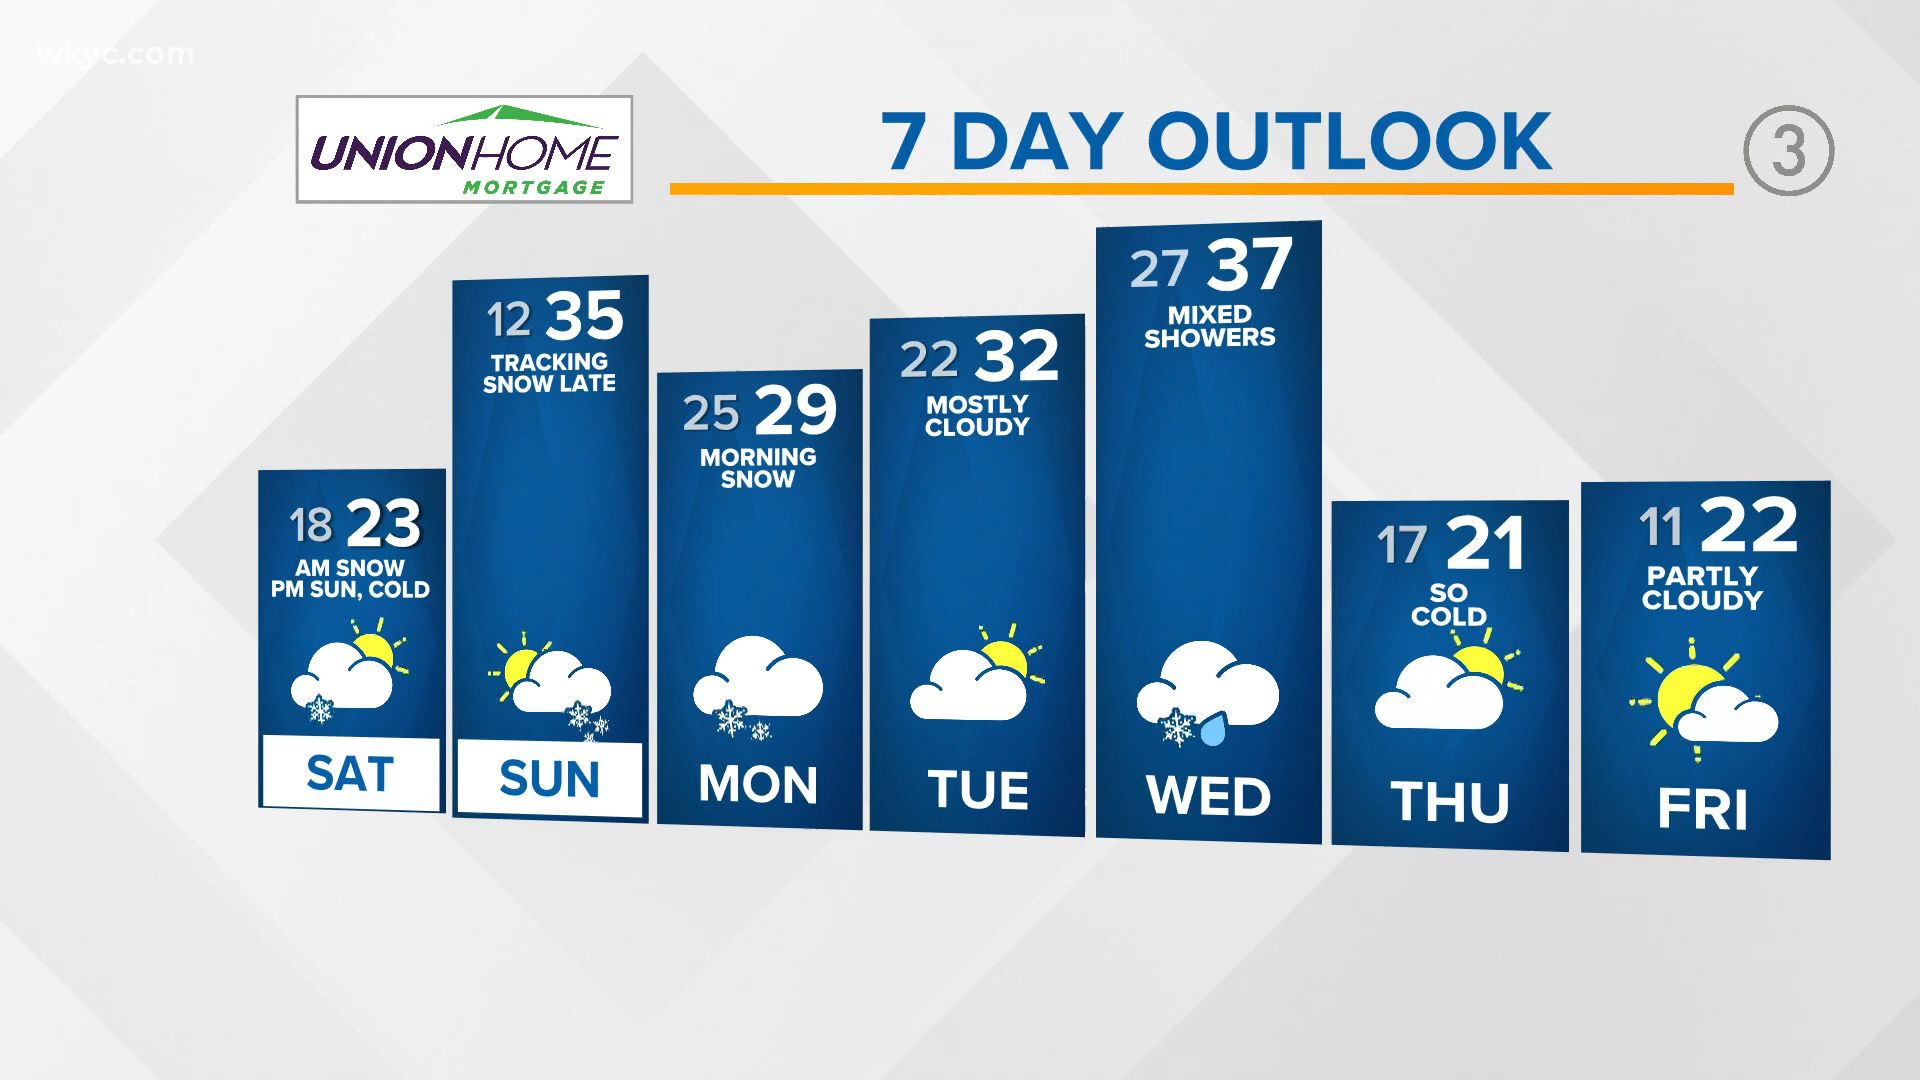 wkyc.com
UNIONHOME
MORTGAGE
7 DAY OUTLOOK
3
18 23
AM SNOW
PM SUN, COLD
SAT
12 35
TRACKING
SNOW LATE
SUN
25 29
MORNING
SNOW
MON
22 32
MOSTLY
CLOUDY
TUE
27 37
MIXED
SHOWERS
WED
17 21
SO
COLD
THU
11 22
PARTLY
CLOUDY
FRI